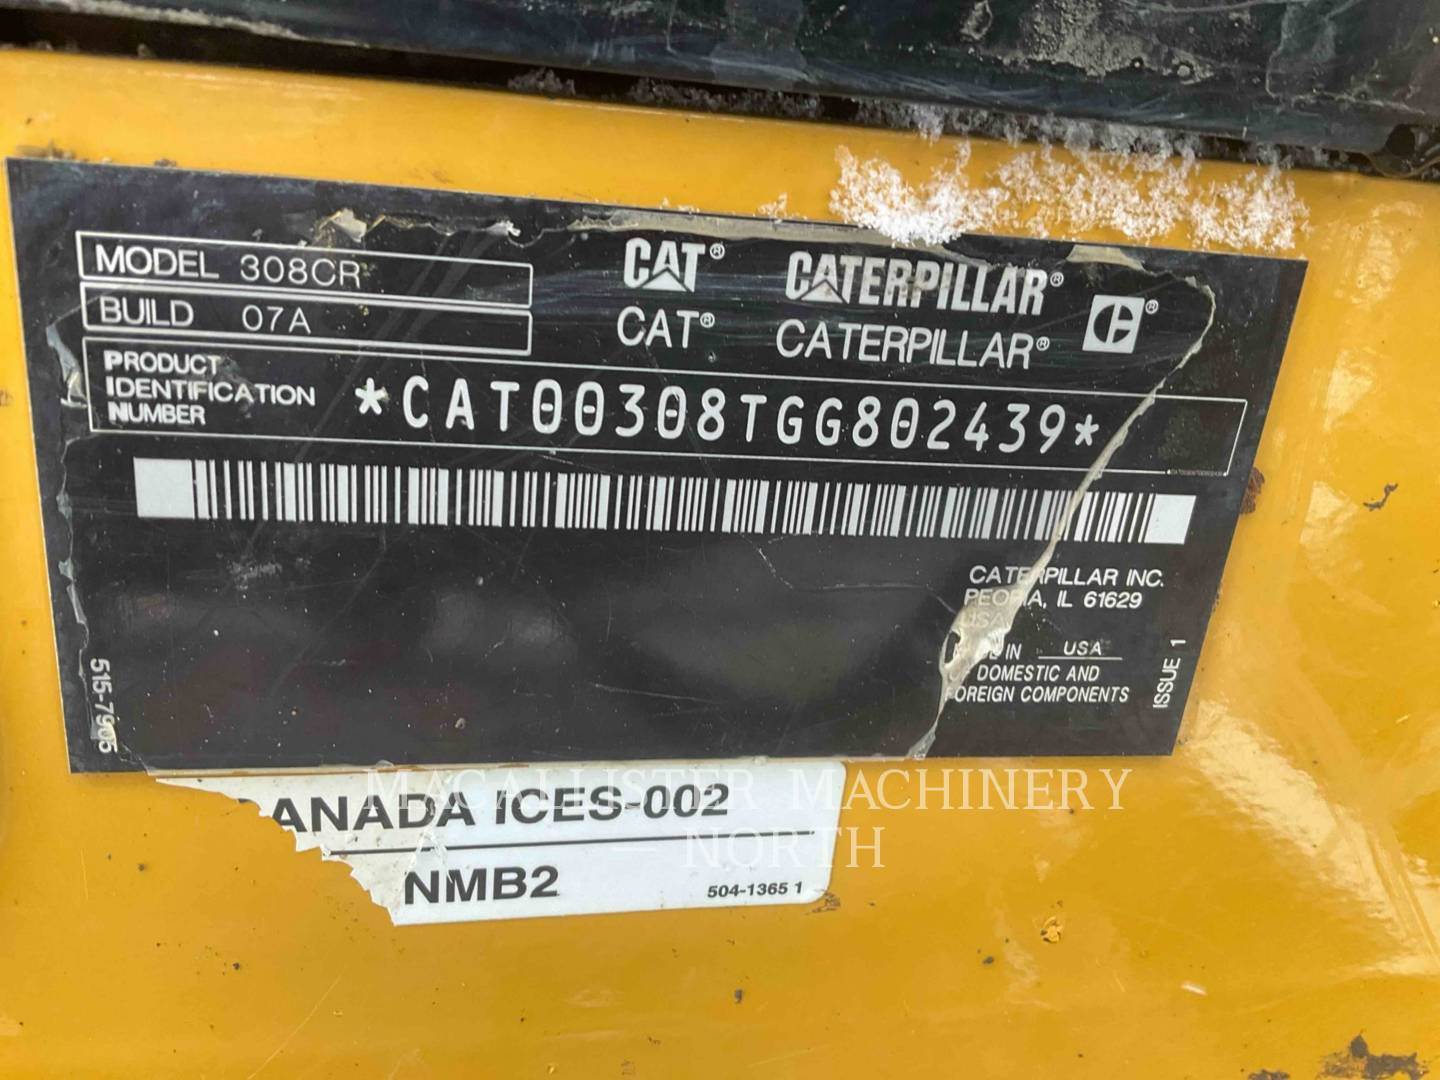 MODEL 308CR
BUILD 07A
CAT® CATERPILLAR®
CAT® CATERPILLAR®
PRODUCT
IDENTIFICATION
NUMBER
*CAT00308TGG802439*
CATERPILLAR INC.
PEORIA, IL 61629
USA
MADE IN USA
OF DOMESTIC AND
FOREIGN COMPONENTS
ISSUE 1
515-7905
ANADA ICES-002
NMB2
504-1365 1
MACALLISTER MACHINERY
— NORTH —